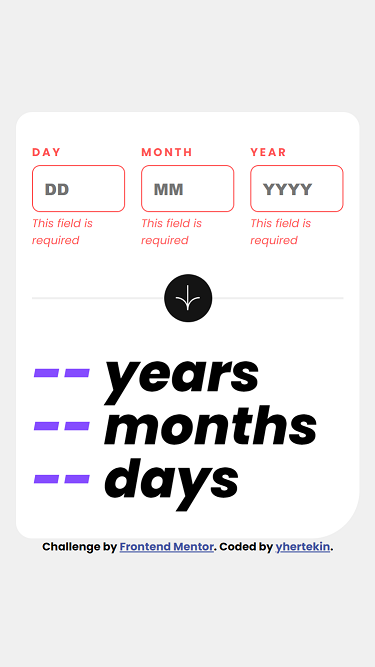 DAY MONTH YEAR
DD MM YYYY
This field is required This field is required This field is required
-- years
-- months
-- days
Challenge by Frontend Mentor. Coded by yhertekin.